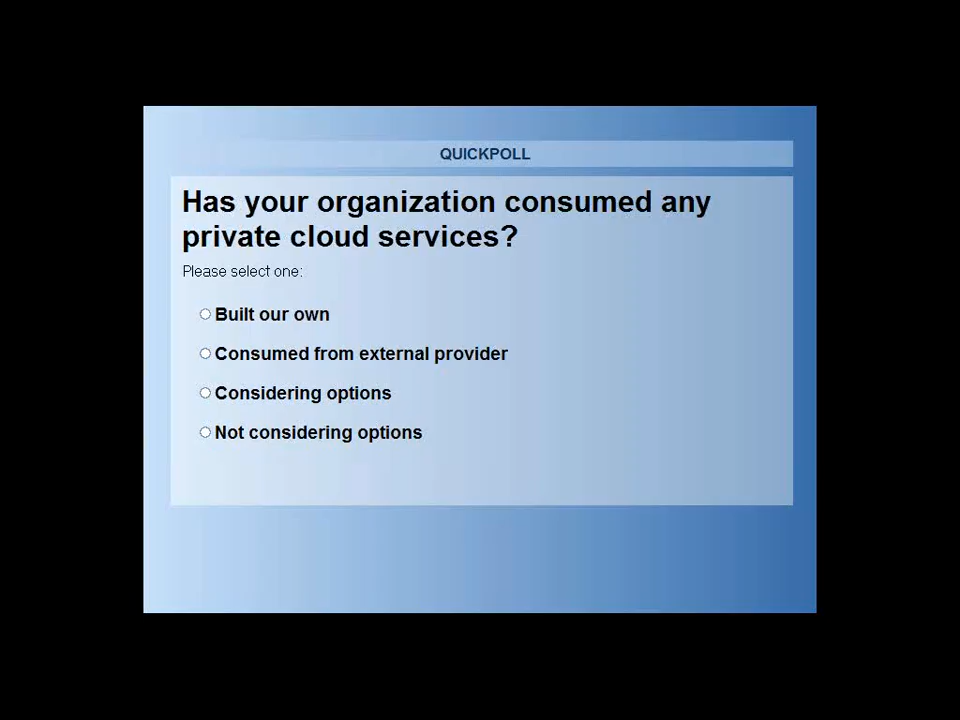 QUICKPOLL
Has your organization consumed any
private cloud services?
Please select one:
Built our own
Consumed from external provider
Considering options
Not considering options